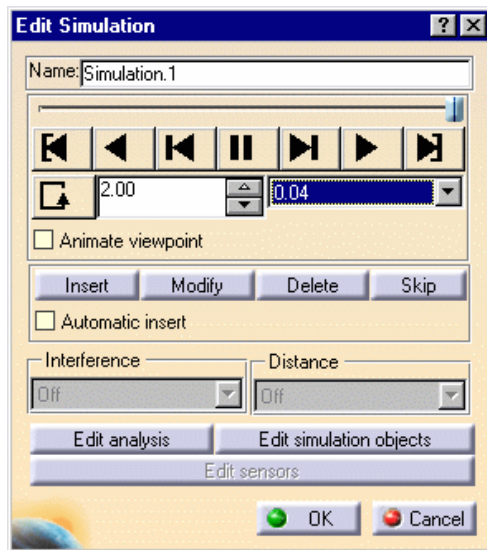 Edit Simulation
Name: Simulation.1
2.00 0.04
Animate viewpoint
Insert Modify Delete Skip
Automatic insert
Interference Distance
Off Off
Edit analysis Edit simulation objects
Edit sensors
OK Cancel